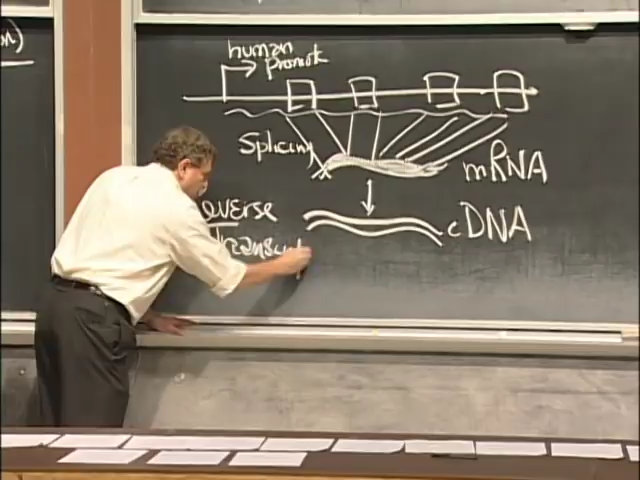 human
promot
Splicing
mRNA
everse
cDNA
transcri